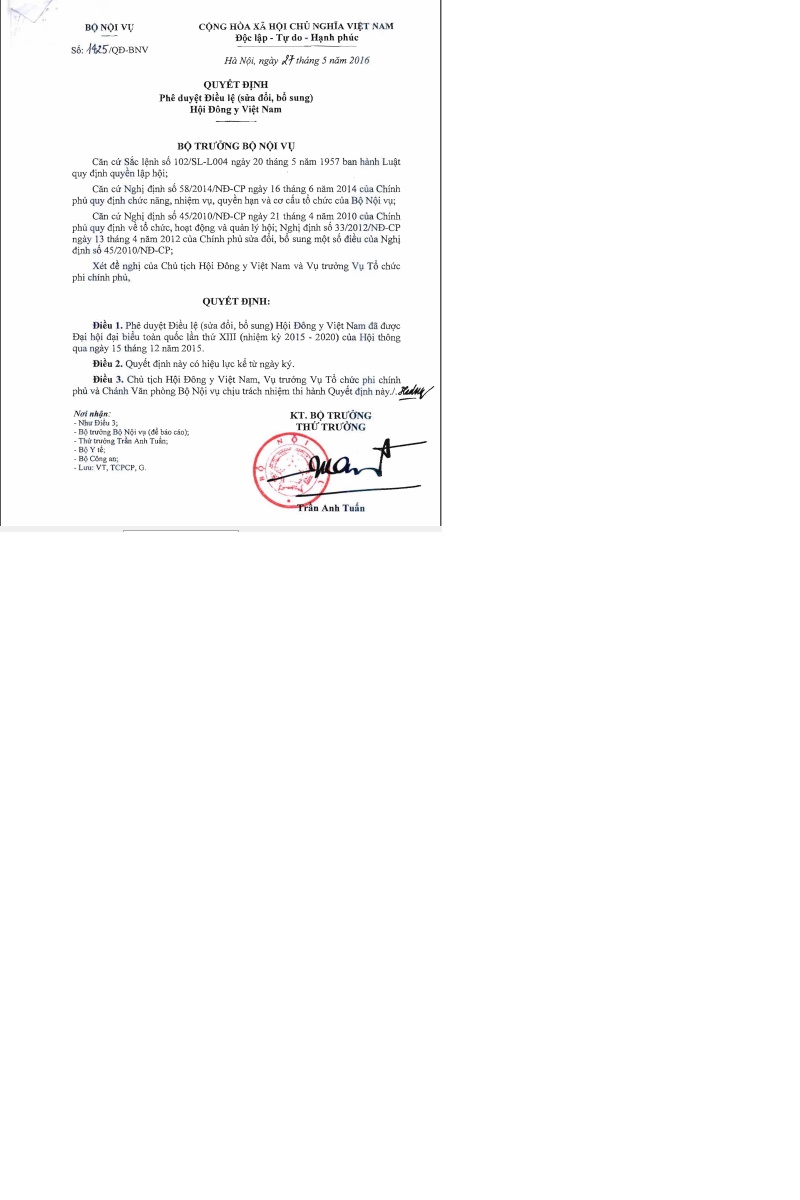 BỘ NỘI VỤ
CỘNG HÒA XÃ HỘI CHỦ NGHĨA VIỆT NAM
Độc lập - Tự do - Hạnh phúc
Số: 1425/QĐ-BNV
Hà Nội, ngày 27 tháng 5 năm 2016
QUYẾT ĐỊNH
Phê duyệt Điều lệ (sửa đổi, bổ sung)
Hội Đông y Việt Nam
BỘ TRƯỞNG BỘ NỘI VỤ
Căn cứ Sắc lệnh số 102/SL-L004 ngày 20 tháng 5 năm 1957 ban hành Luật
quy định quyền lập hội;
Căn cứ Nghị định số 58/2014/NĐ-CP ngày 16 tháng 6 năm 2014 của Chính
phủ quy định chức năng, nhiệm vụ, quyền hạn và cơ cấu tổ chức của Bộ Nội vụ;
Căn cứ Nghị định số 45/2010/NĐ-CP ngày 21 tháng 4 năm 2010 của Chính
phủ quy định về tổ chức, hoạt động và quản lý hội; Nghị định số 33/2012/NĐ-CP
ngày 13 tháng 4 năm 2012 của Chính phủ sửa đổi, bổ sung một số điều của Nghị
định số 45/2010/NĐ-CP;
Xét đề nghị của Chủ tịch Hội Đông y Việt Nam và Vụ trưởng Vụ Tổ chức
phi chính phủ,
QUYẾT ĐỊNH:
Điều 1. Phê duyệt Điều lệ (sửa đổi, bổ sung) Hội Đông y Việt Nam đã được
Đại hội đại biểu toàn quốc lần thứ XIII (nhiệm kỳ 2015 - 2020) của Hội thông
qua ngày 15 tháng 12 năm 2015.
Điều 2. Quyết định này có hiệu lực kể từ ngày ký.
Điều 3. Chủ tịch Hội Đông y Việt Nam, Vụ trưởng Vụ Tổ chức phi chính
phủ và Chánh Văn phòng Bộ Nội vụ chịu trách nhiệm thi hành Quyết định này./.
Nơi nhận:
- Như Điều 3;
- Bộ trưởng Bộ Nội vụ (để báo cáo);
- Thứ trưởng Trần Anh Tuấn;
- Bộ Y tế;
- Bộ Công an;
- Lưu: VT, TCPCP, G.
KT. BỘ TRƯỞNG
THỨ TRƯỞNG
BỘ NỘI
Trần Anh Tuấn